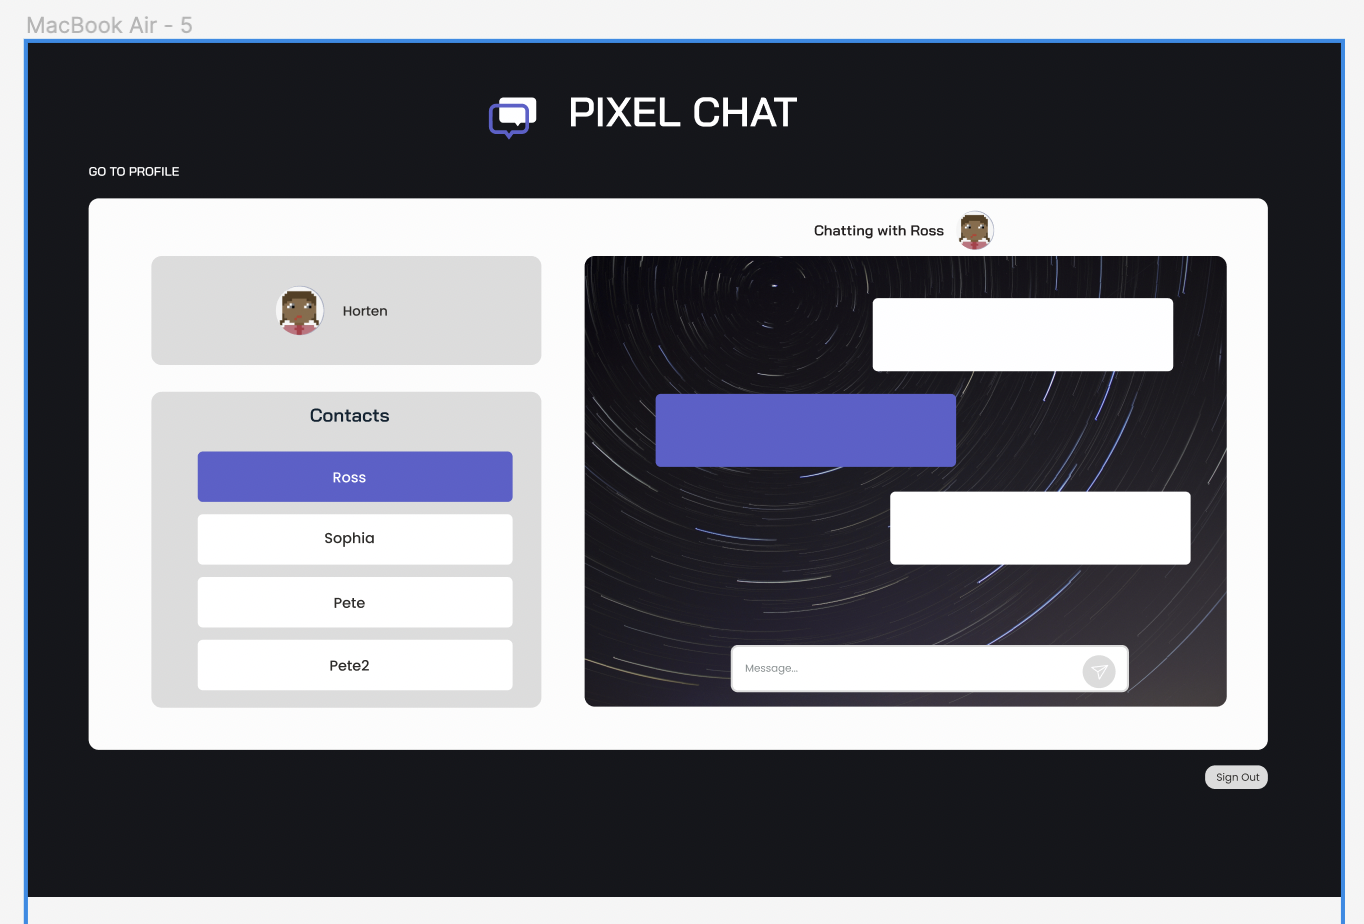 MacBook Air - 5
PIXEL CHAT
GO TO PROFILE
Chatting with Ross
Horten
Contacts
Ross
Sophia
Pete
Pete2
Message...
Sign Out